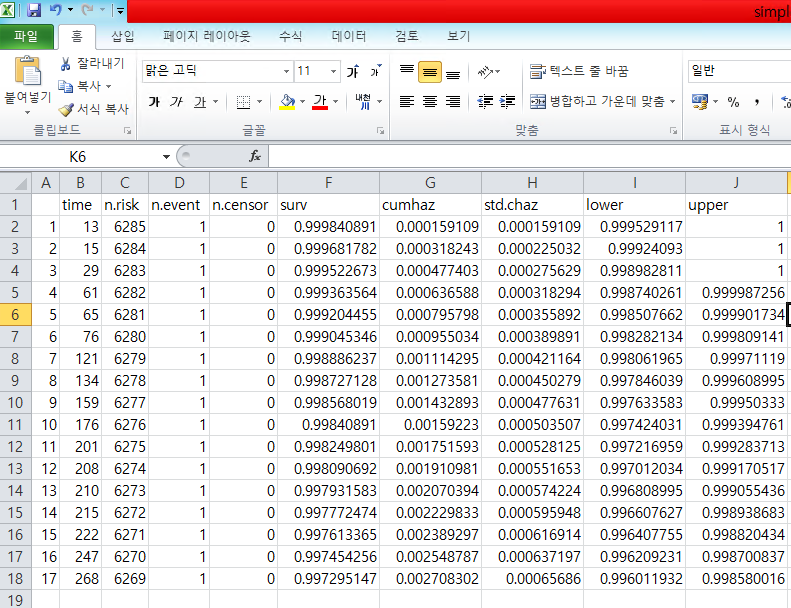 simpl
파일 홈 삽입 페이지 레이아웃 수식 데이터 검토 보기
붙여넣기
잘라내기
복사
서식 복사
클립보드
맑은 고딕 11 가 가
가 가 가 가 내천
글꼴
텍스트 줄 바꿈
병합하고 가운데 맞춤
맞춤
일반
% ,
표시 형식
K6 fx
A B C D E F G H I J
1 time n.risk n.event n.censor surv cumhaz std.chaz lower upper
2 1 13 6285 1 0 0.999840891 0.000159109 0.000159109 0.999529117 1
3 2 15 6284 1 0 0.999681782 0.000318243 0.000225032 0.99924093 1
4 3 29 6283 1 0 0.999522673 0.000477403 0.000275629 0.998982811 1
5 4 61 6282 1 0 0.999363564 0.000636588 0.000318294 0.998740261 0.999987256
6 5 65 6281 1 0 0.999204455 0.000795798 0.000355892 0.998507662 0.999901734
7 6 76 6280 1 0 0.999045346 0.000955034 0.000389891 0.998282134 0.999809141
8 7 121 6279 1 0 0.998886237 0.001114295 0.000421164 0.998061965 0.99971119
9 8 134 6278 1 0 0.998727128 0.001273581 0.000450279 0.997846039 0.999608995
10 9 159 6277 1 0 0.998568019 0.001432893 0.000477631 0.997633583 0.99950333
11 10 176 6276 1 0 0.99840891 0.00159223 0.000503507 0.997424031 0.999394761
12 11 201 6275 1 0 0.998249801 0.001751593 0.000528125 0.997216959 0.999283713
13 12 208 6274 1 0 0.998090692 0.001910981 0.000551653 0.997012034 0.999170517
14 13 210 6273 1 0 0.997931583 0.002070394 0.000574224 0.996808995 0.999055436
15 14 215 6272 1 0 0.997772474 0.002229833 0.000595948 0.996607627 0.998938683
16 15 222 6271 1 0 0.997613365 0.002389297 0.000616914 0.996407755 0.998820434
17 16 247 6270 1 0 0.997454256 0.002548787 0.000637197 0.996209231 0.998700837
18 17 268 6269 1 0 0.997295147 0.002708302 0.00065686 0.996011932 0.998580016
19